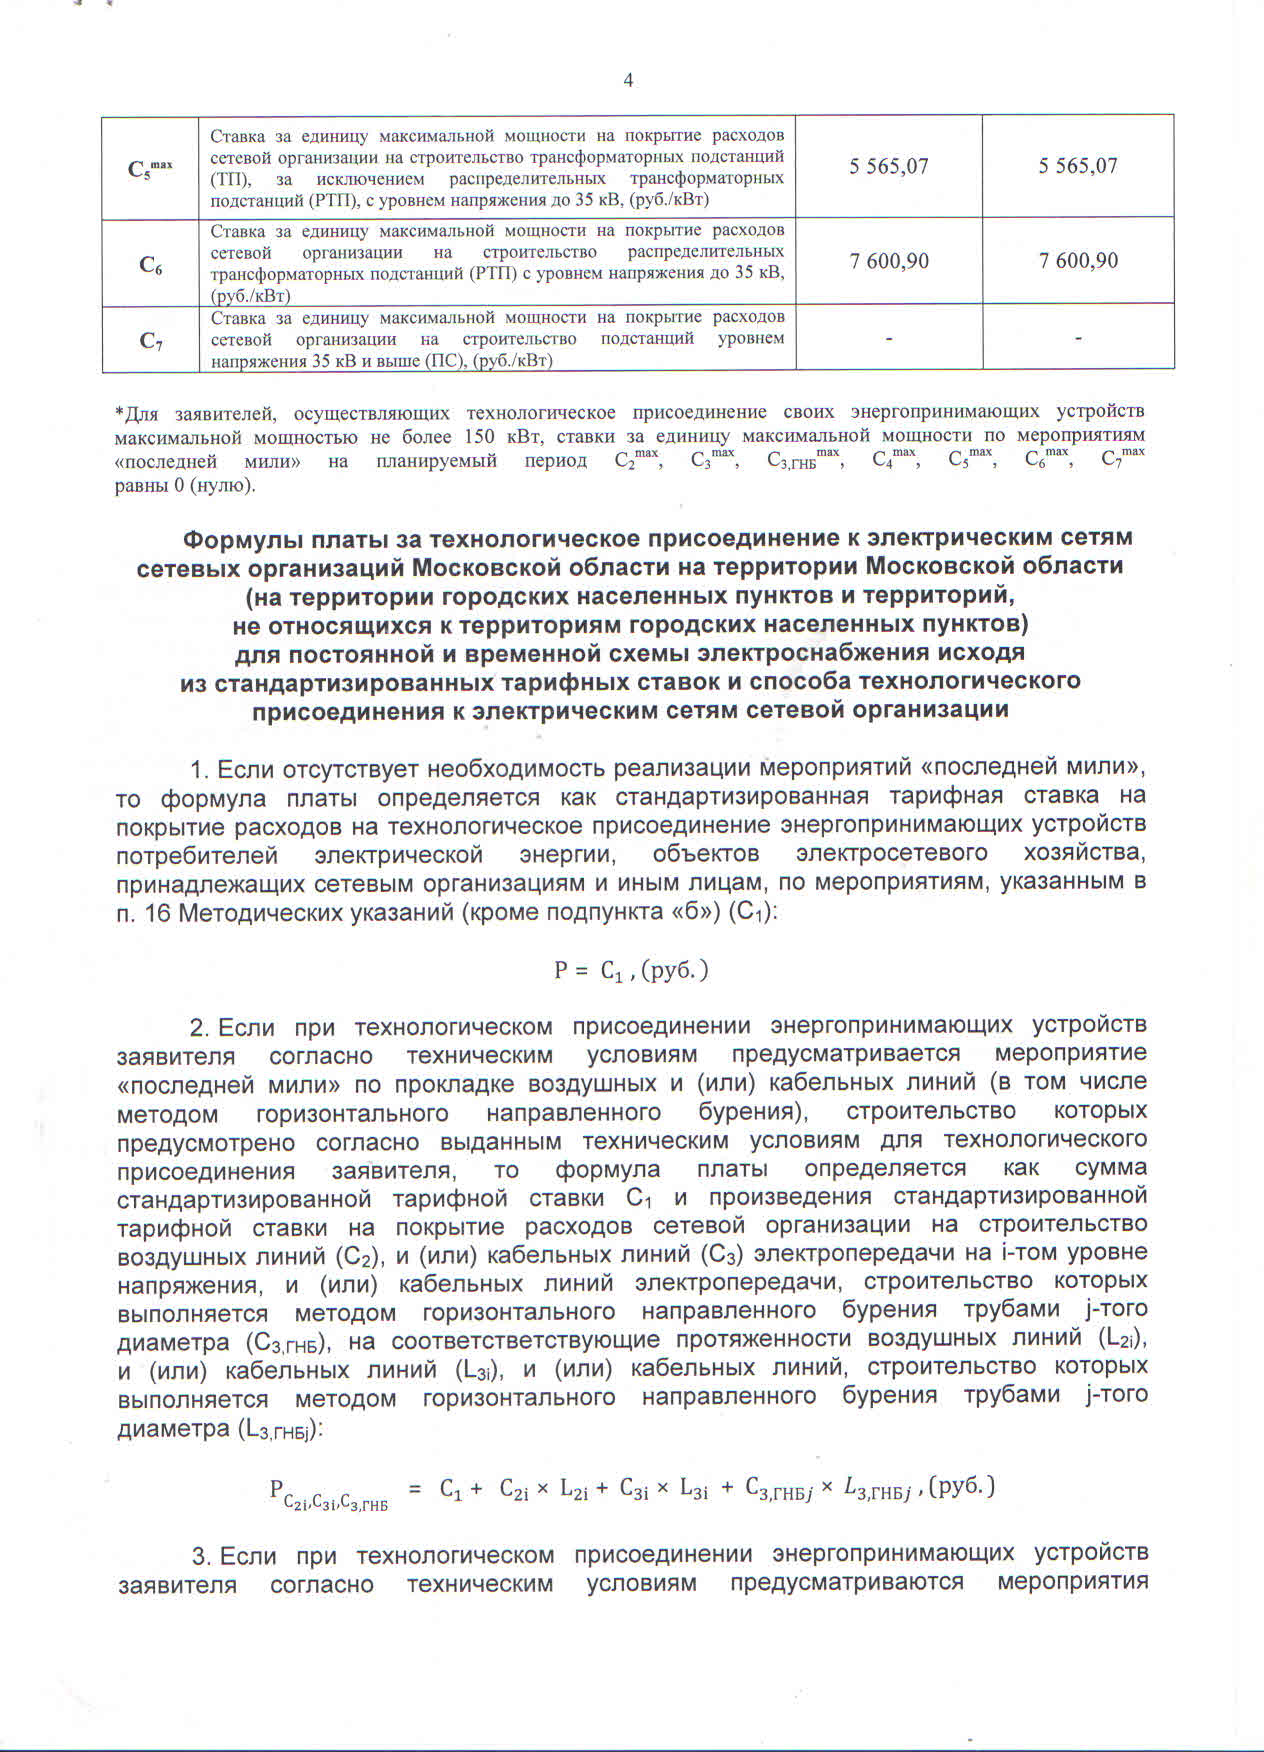 4
C₅ᵐᵃˣ
Ставка за единицу максимальной мощности на покрытие расходов
сетевой организации на строительство трансформаторных подстанций
(ТП), за исключением распределительных трансформаторных
подстанций (РТП), с уровнем напряжения до 35 кВ, (руб./кВт)
5 565,07
5 565,07
C₆
Ставка за единицу максимальной мощности на покрытие расходов
сетевой организации на строительство распределительных
трансформаторных подстанций (РТП) с уровнем напряжения до 35 кВ,
(руб./кВт)
7 600,90
7 600,90
C₇
Ставка за единицу максимальной мощности на покрытие расходов
сетевой организации на строительство подстанций уровнем
напряжения 35 кВ и выше (ПС), (руб./кВт)
-
-
*Для заявителей, осуществляющих технологическое присоединение своих энергопринимающих устройств
максимальной мощностью не более 150 кВт, ставки за единицу максимальной мощности по мероприятиям
«последней мили» на планируемый период C₂ᵐᵃˣ, C₃ᵐᵃˣ, C₃,ГНБᵐᵃˣ, C₄ᵐᵃˣ, C₅ᵐᵃˣ, C₆ᵐᵃˣ, C₇ᵐᵃˣ
равны 0 (нулю).
Формулы платы за технологическое присоединение к электрическим сетям
сетевых организаций Московской области на территории Московской области
(на территории городских населенных пунктов и территорий,
не относящихся к территориям городских населенных пунктов)
для постоянной и временной схемы электроснабжения исходя
из стандартизированных тарифных ставок и способа технологического
присоединения к электрическим сетям сетевой организации
1. Если отсутствует необходимость реализации мероприятий «последней мили»,
то формула платы определяется как стандартизированная тарифная ставка на
покрытие расходов на технологическое присоединение энергопринимающих устройств
потребителей электрической энергии, объектов электросетевого хозяйства,
принадлежащих сетевым организациям и иным лицам, по мероприятиям, указанным в
п. 16 Методических указаний (кроме подпункта «б») (C₁):
P = C₁ , (руб.)
2. Если при технологическом присоединении энергопринимающих устройств
заявителя согласно техническим условиям предусматривается мероприятие
«последней мили» по прокладке воздушных и (или) кабельных линий (в том числе
методом горизонтального направленного бурения), строительство которых
предусмотрено согласно выданным техническим условиям для технологического
присоединения заявителя, то формула платы определяется как сумма
стандартизированной тарифной ставки C₁ и произведения стандартизированной
тарифной ставки на покрытие расходов сетевой организации на строительство
воздушных линий (C₂), и (или) кабельных линий (C₃) электропередачи на i-том уровне
напряжения, и (или) кабельных линий электропередачи, строительство которых
выполняется методом горизонтального направленного бурения трубами j-того
диаметра (C₃,ГНБ), на соответстветствующие протяженности воздушных линий (L₂ᵢ),
и (или) кабельных линий (L₃ᵢ), и (или) кабельных линий, строительство которых
выполняется методом горизонтального направленного бурения трубами j-того
диаметра (L₃,ГНБj):
P C₂ᵢ,C₃ᵢ,C₃,ГНБ = C₁ + C₂ᵢ × L₂ᵢ + C₃ᵢ × L₃ᵢ + C₃,ГНБj × L₃,ГНБj , (руб.)
3. Если при технологическом присоединении энергопринимающих устройств
заявителя согласно техническим условиям предусматриваются мероприятия